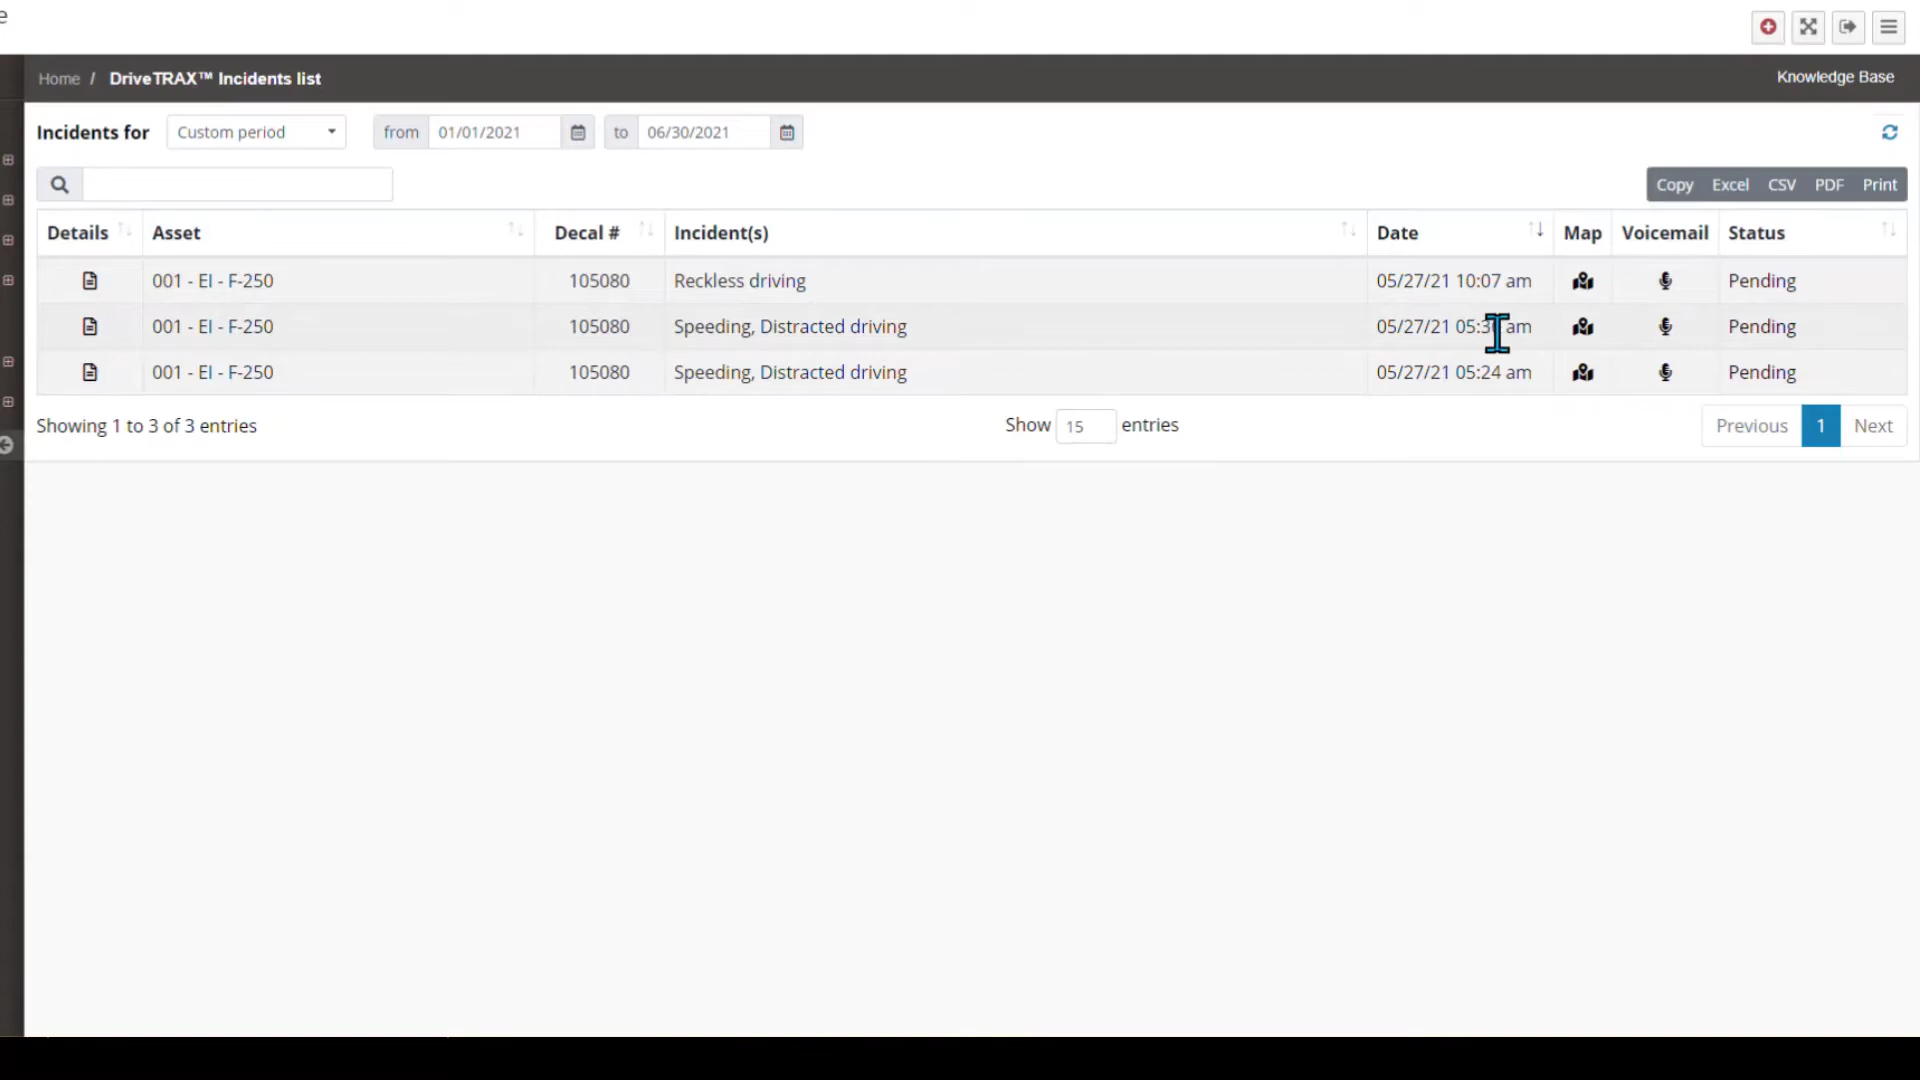 e
Home / DriveTRAX™ Incidents list
Knowledge Base
Incidents for Custom period from 01/01/2021 to 06/30/2021
Copy Excel CSV PDF Print
Details Asset Decal # Incident(s) Date Map Voicemail Status
001 - EI - F-250 105080 Reckless driving 05/27/21 10:07 am Pending
001 - EI - F-250 105080 Speeding, Distracted driving 05/27/21 am Pending
001 - EI - F-250 105080 Speeding, Distracted driving 05/27/21 05:24 am Pending
Showing 1 to 3 of 3 entries Show 15 entries Previous 1 Next